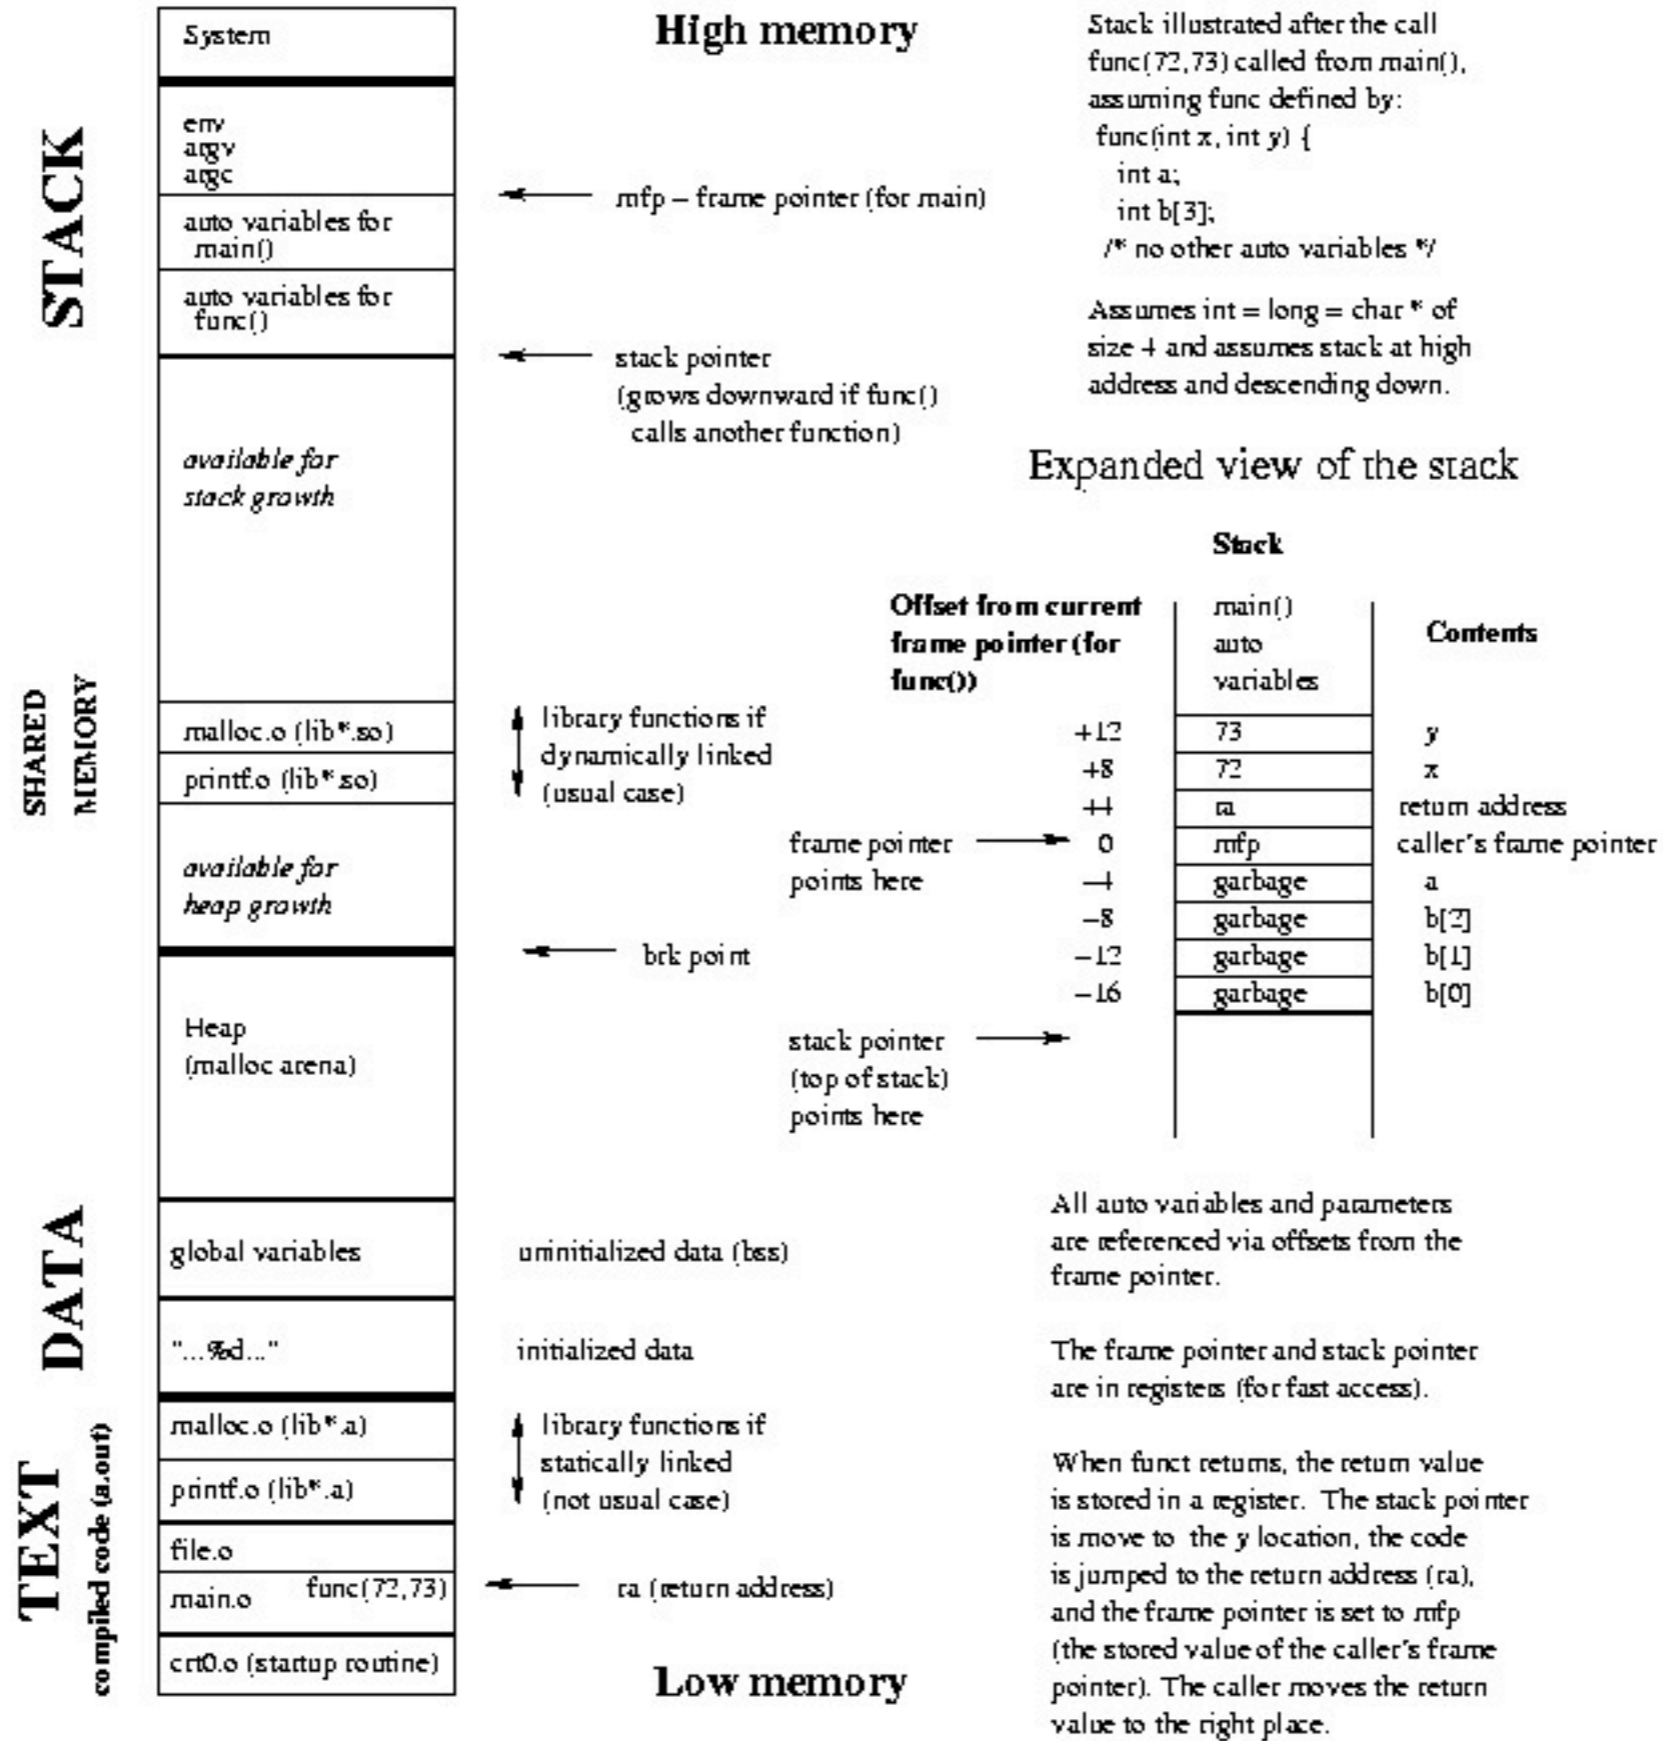 High memory
STACK
System
env
argv
argc
auto variables for
main()
auto variables for
func()
available for
stack growth
mfp – frame pointer (for main)
stack pointer
(grows downward if func()
calls another function)
Stack illustrated after the call
func(72,73) called from main(),
assuming func defined by:
func(int x, int y) {
int a;
int b[3];
/* no other auto variables */
Assumes int = long = char * of
size 4 and assumes stack at high
address and descending down.
Expanded view of the stack
Stack
Offset from current
frame pointer (for
func())
main()
auto
variables
Contents
+12 73 y
+8 72 x
+4 ra return address
0 mfp caller's frame pointer
–4 garbage a
–8 garbage b[2]
–12 garbage b[1]
–16 garbage b[0]
frame pointer
points here
stack pointer
(top of stack)
points here
SHARED
MEMORY
malloc.o (lib*.so)
printf.o (lib*.so)
library functions if
dynamically linked
(usual case)
available for
heap growth
brk point
Heap
(malloc arena)
DATA
global variables
uninitialized data (bss)
"...%d..."
initialized data
TEXT
compiled code (a.out)
malloc.o (lib*.a)
printf.o (lib*.a)
library functions if
statically linked
(not usual case)
file.o
main.o func(72,73)
ra (return address)
crt0.o (startup routine)
Low memory
All auto variables and parameters
are referenced via offsets from the
frame pointer.
The frame pointer and stack pointer
are in registers (for fast access).
When funct returns, the return value
is stored in a register. The stack pointer
is move to the y location, the code
is jumped to the return address (ra),
and the frame pointer is set to mfp
(the stored value of the caller's frame
pointer). The caller moves the return
value to the right place.